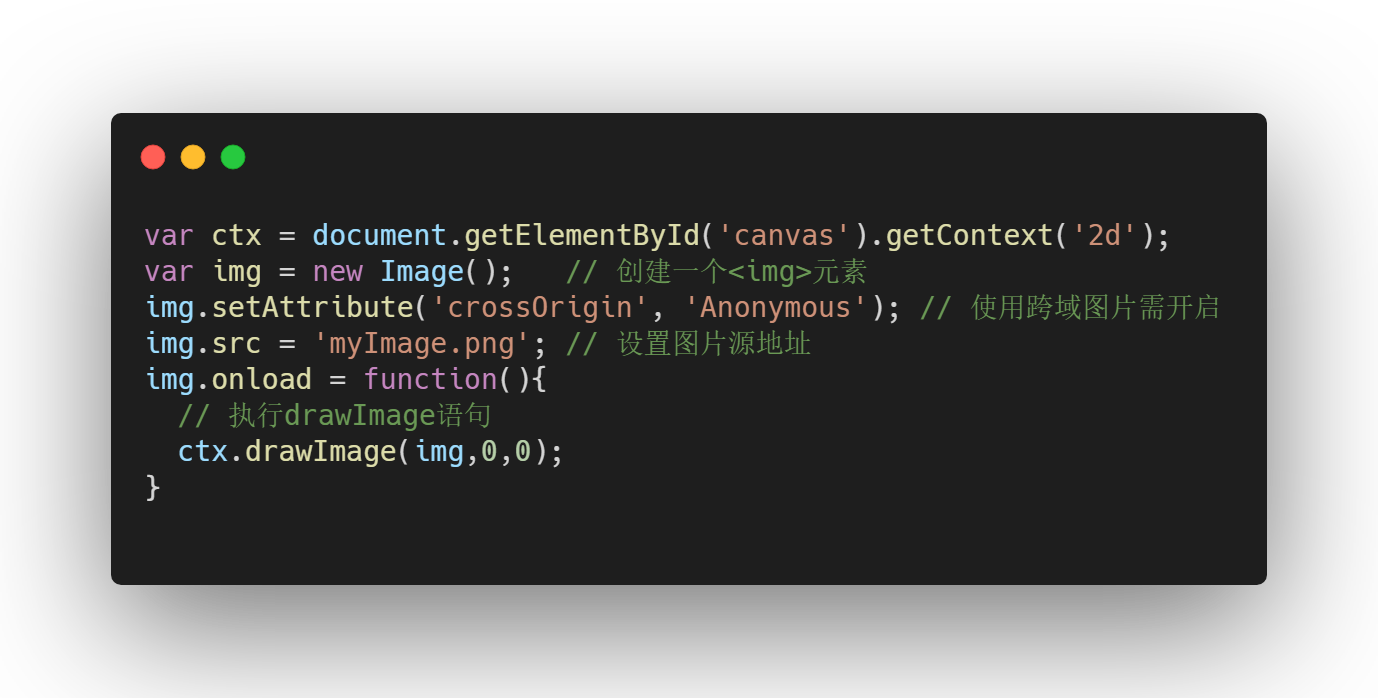 var ctx = document.getElementById('canvas').getContext('2d');
var img = new Image();   // 创建一个<img>元素
img.setAttribute('crossOrigin', 'Anonymous'); // 使用跨域图片需开启
img.src = 'myImage.png'; // 设置图片源地址
img.onload = function(){
  // 执行drawImage语句
  ctx.drawImage(img,0,0);
}